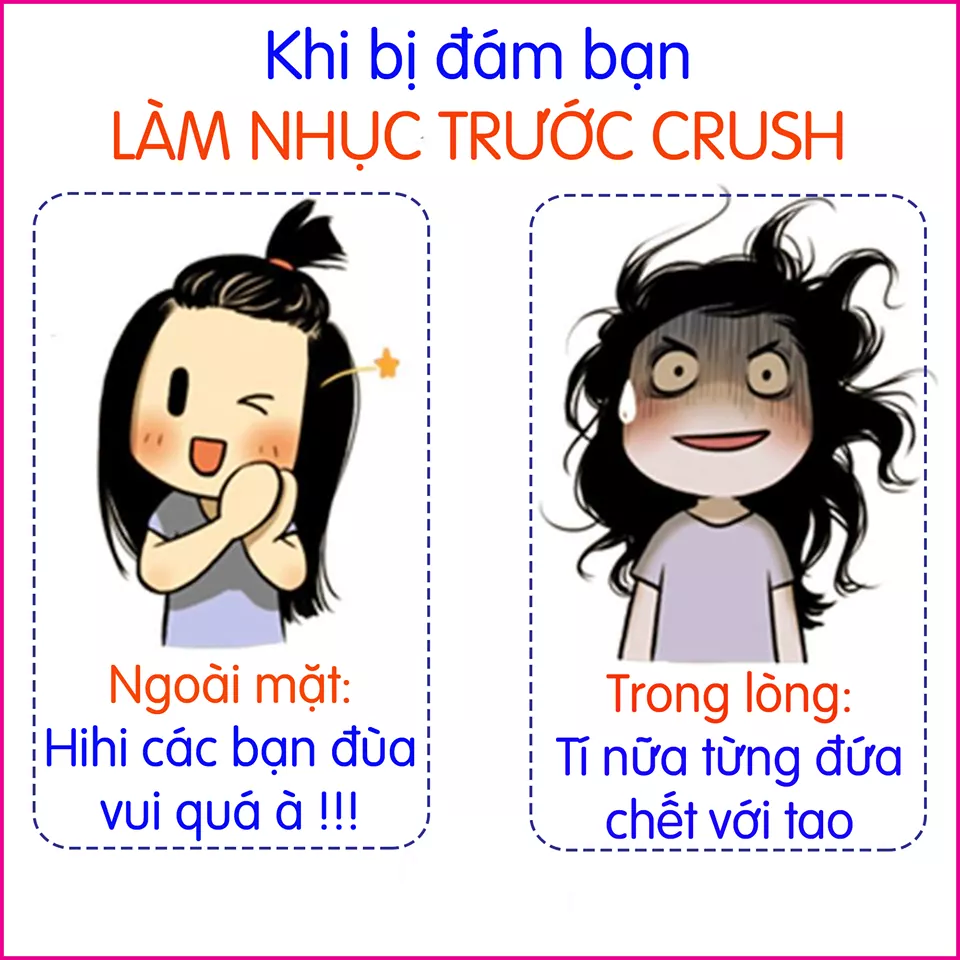 Khi bị đám bạn
LÀM NHỤC TRƯỚC CRUSH
Ngoài mặt:
Hihi các bạn đùa
vui quá à !!!
Trong lòng:
Tí nữa từng đứa
chết với tao